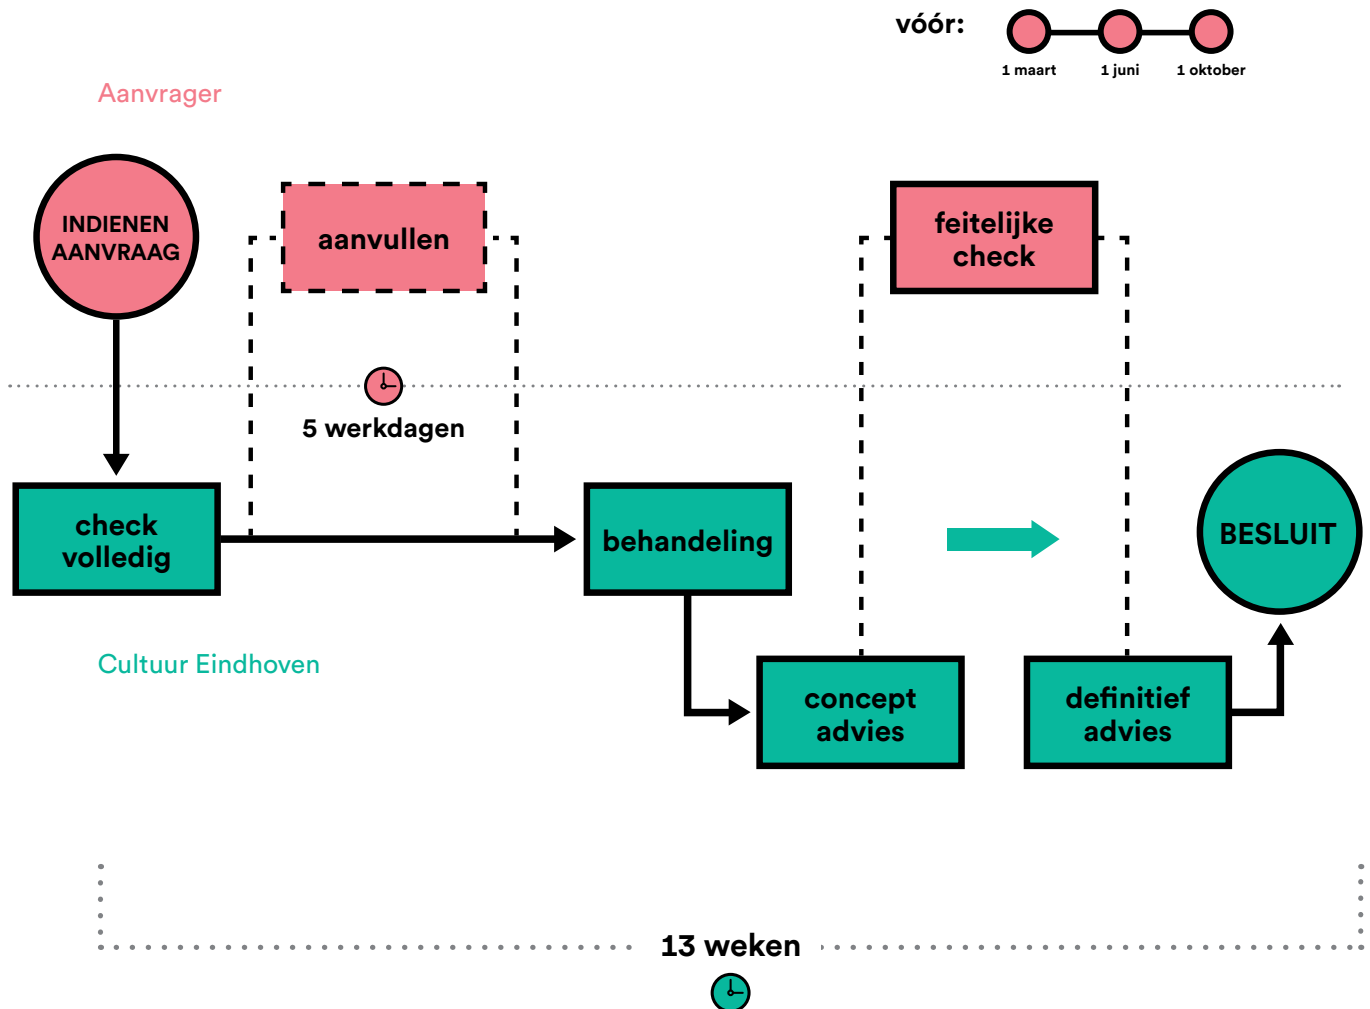 vóór:
1 maart
1 juni
1 oktober
Aanvrager
INDIENEN
AANVRAAG
aanvullen
feitelijke
check
5 werkdagen
check
volledig
behandeling
BESLUIT
Cultuur Eindhoven
concept
advies
definitief
advies
13 weken